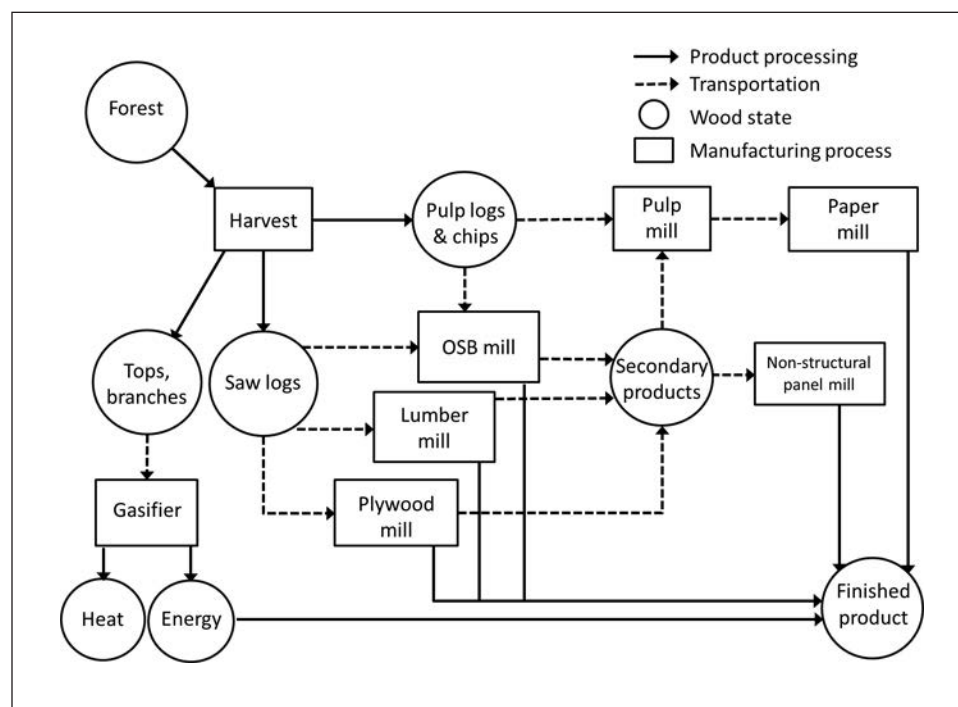 Product processing
Transportation
Wood state
Manufacturing process
Forest
Harvest
Pulp logs
& chips
Pulp
mill
Paper
mill
Tops,
branches
Saw logs
OSB mill
Secondary
products
Non-structural
panel mill
Lumber
mill
Gasifier
Plywood
mill
Heat
Energy
Finished
product